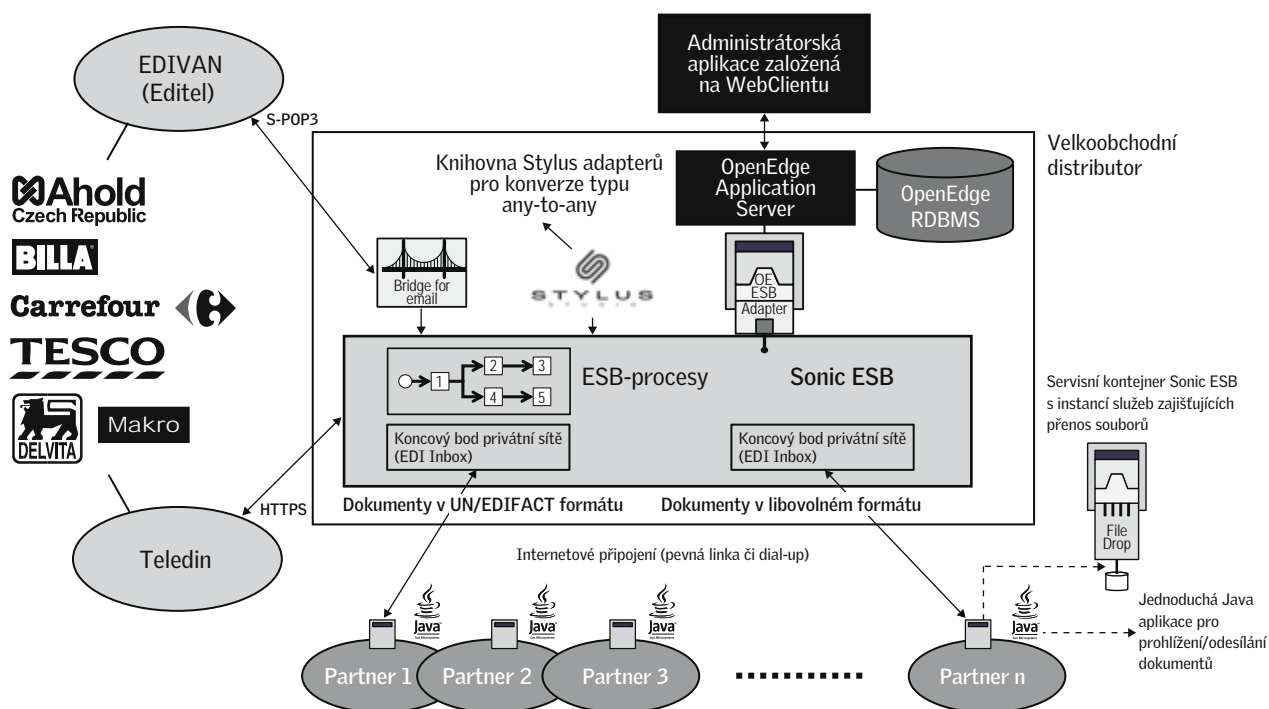 EDIVAN
(Editel)
S-POP3
Administrátorská
aplikace založená
na WebClientu
Velkoobchodní
distributor
Knihovna Stylus adapterů
pro konverze typu
any-to-any
OpenEdge
Application
Server
OpenEdge
RDBMS
Ahold
Czech Republic
BILLA
Carrefour
TESCO
DELVITA
Makro
Bridge for
email
STYLUS
STUDIO
OE
ESB
Adapter
1
2
3
4
5
ESB-procesy
Sonic ESB
Koncový bod privátní sítě
(EDI Inbox)
Koncový bod privátní sítě
(EDI Inbox)
Servisní kontejner Sonic ESB
s instancí služeb zajišťujících
přenos souborů
File
Drop
HTTPS
Dokumenty v UN/EDIFACT formátu
Dokumenty v libovolném formátu
Teledin
Internetové připojení (pevná linka či dial-up)
Java
Java
Java
Java
Partner 1
Partner 2
Partner 3
Partner n
Jednoduchá Java
aplikace pro
prohlížení/odesílání
dokumentů